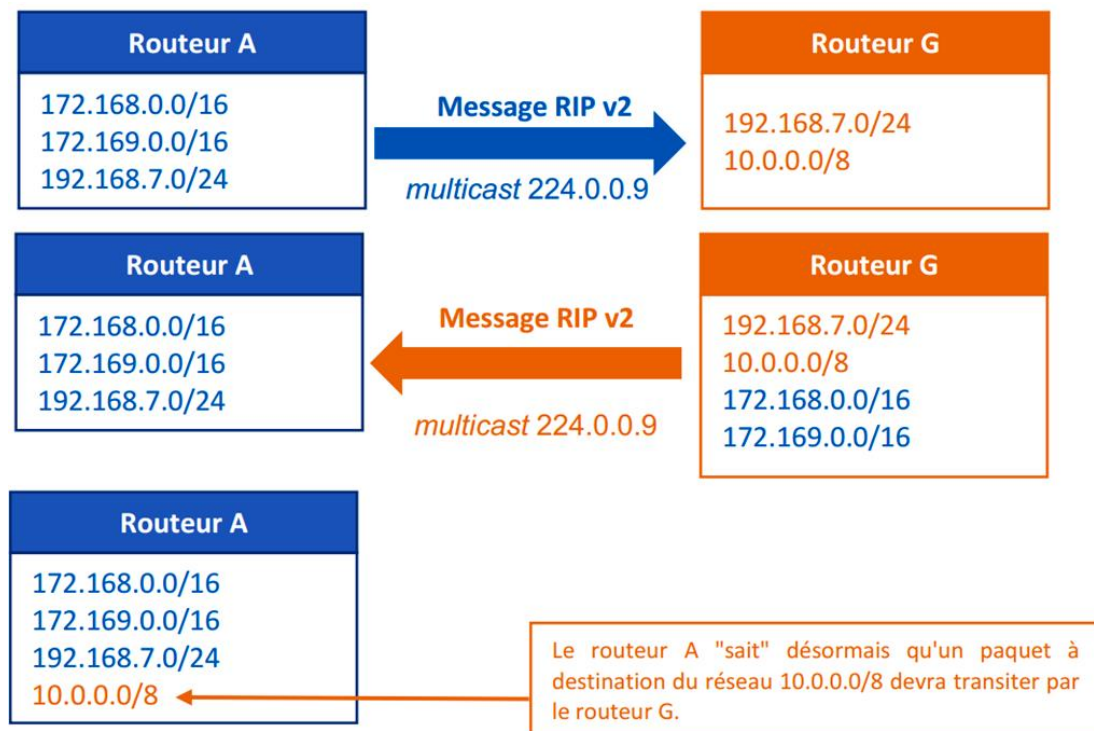 Routeur A
172.168.0.0/16
172.169.0.0/16
192.168.7.0/24
Message RIP v2
multicast 224.0.0.9
Routeur G
192.168.7.0/24
10.0.0.0/8
Routeur A
172.168.0.0/16
172.169.0.0/16
192.168.7.0/24
Message RIP v2
multicast 224.0.0.9
Routeur G
192.168.7.0/24
10.0.0.0/8
172.168.0.0/16
172.169.0.0/16
Routeur A
172.168.0.0/16
172.169.0.0/16
192.168.7.0/24
10.0.0.0/8
Le routeur A "sait" désormais qu'un paquet à
destination du réseau 10.0.0.0/8 devra transiter par
le routeur G.